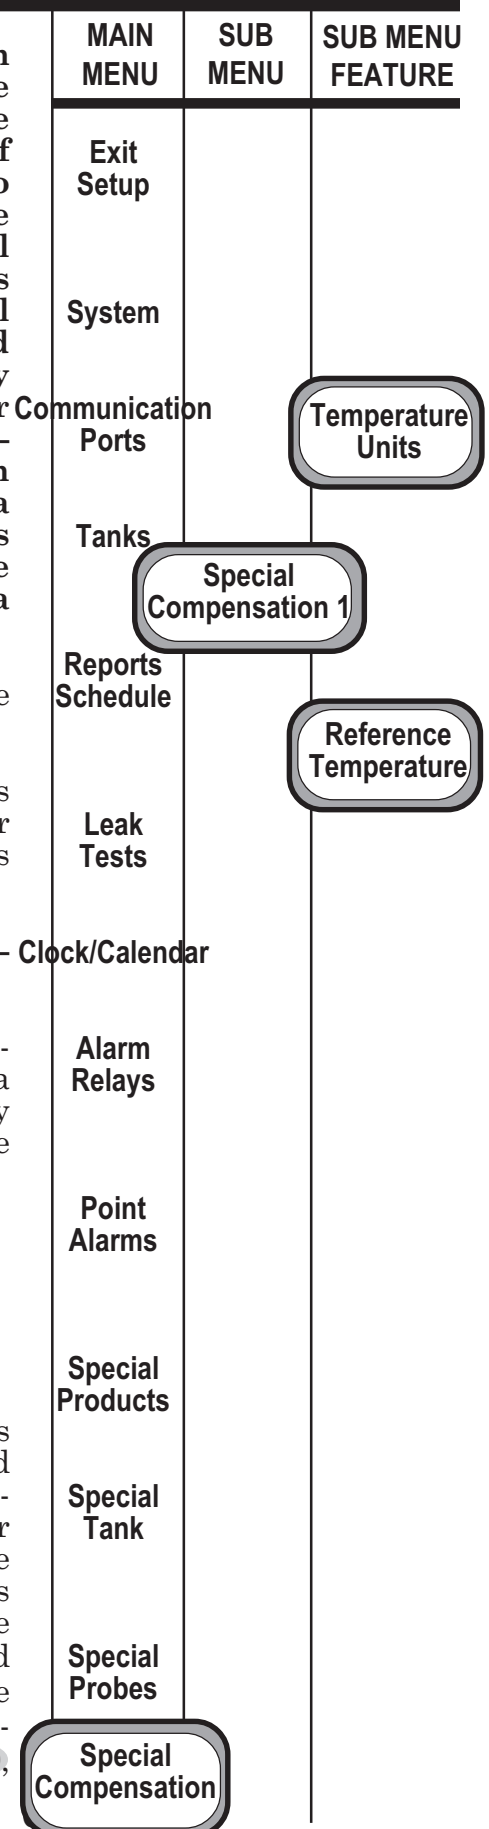 MAIN
MENU
SUB
MENU
SUB MENU
FEATURE
Exit
Setup
System
Communication
Ports
Temperature
Units
Tanks
Special
Compensation 1
Reports
Schedule
Reference
Temperature
Leak
Tests
Clock/Calendar
Alarm
Relays
Point
Alarms
Special
Products
Special
Tank
Special
Probes
Special
Compensation